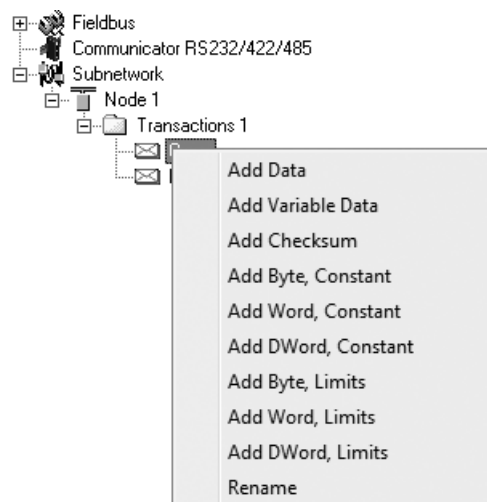 Fieldbus
Communicator RS232/422/485
Subnetwork
Node 1
Transactions 1
Add Data
Add Variable Data
Add Checksum
Add Byte, Constant
Add Word, Constant
Add DWord, Constant
Add Byte, Limits
Add Word, Limits
Add DWord, Limits
Rename